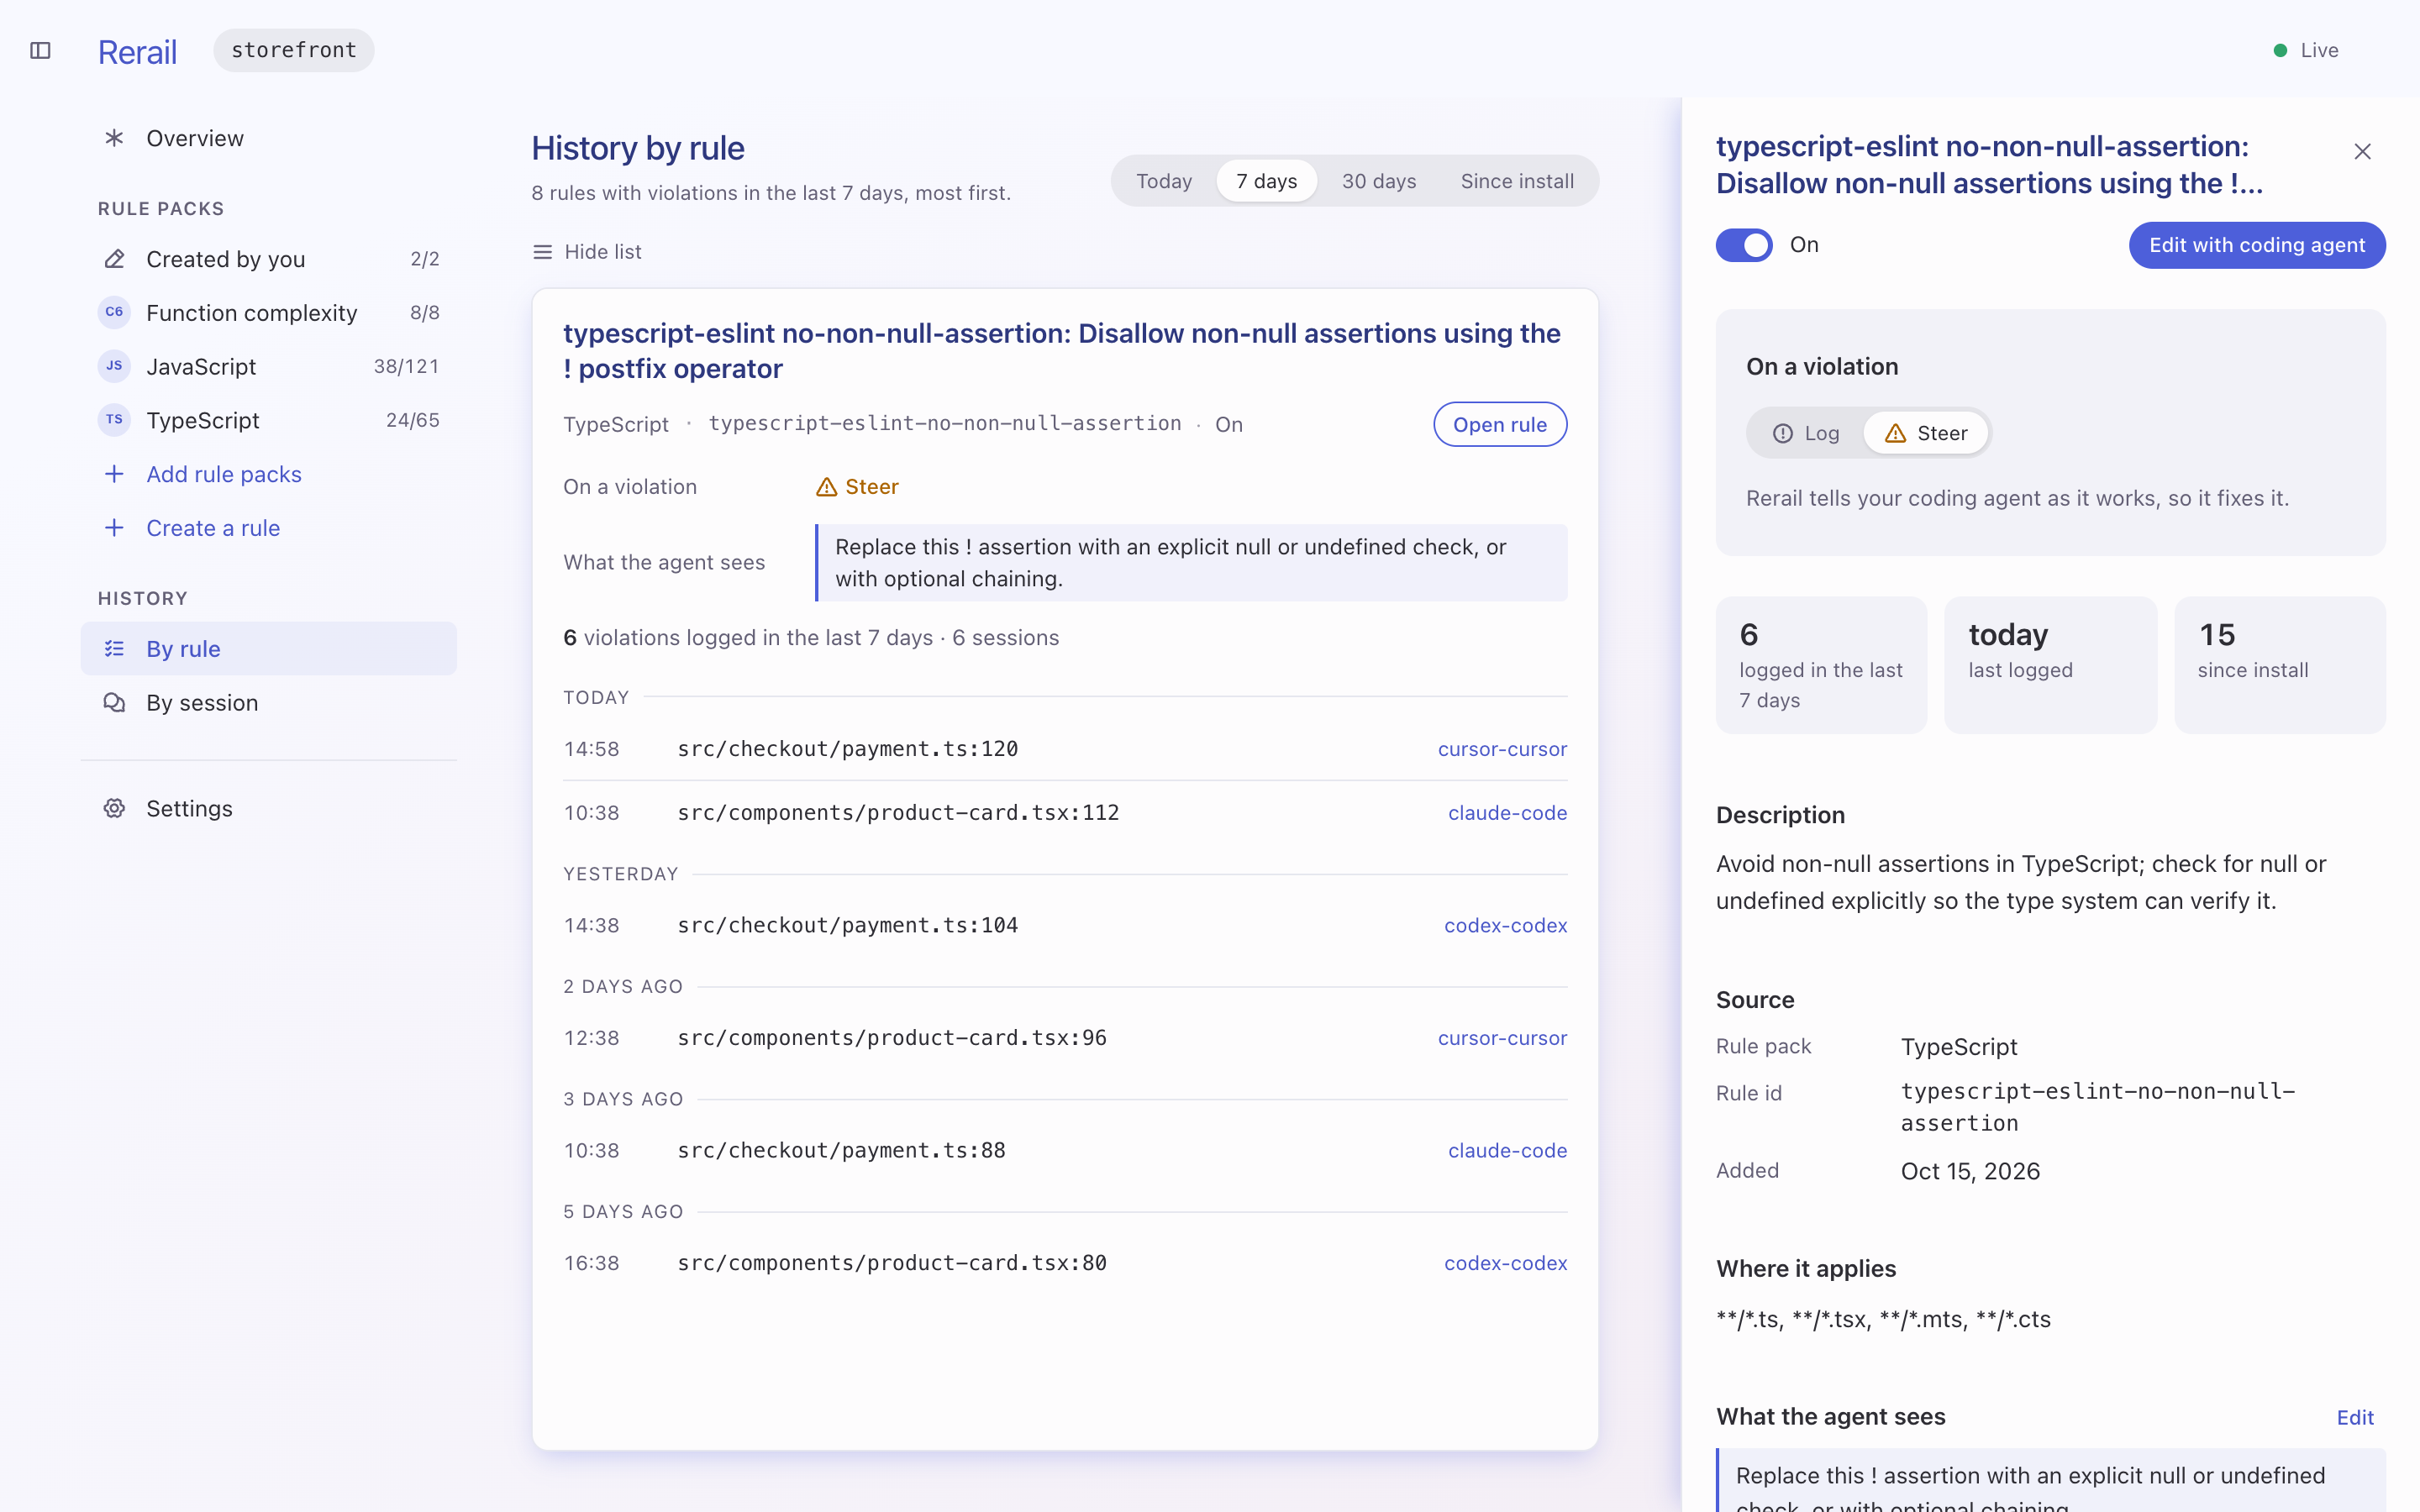 Rerail
storefront
Live
Overview
RULE PACKS
Created by you 2/2
C6 Function complexity 8/8
JS JavaScript 38/121
TS TypeScript 24/65
Add rule packs
Create a rule
HISTORY
By rule
By session
Settings
History by rule
8 rules with violations in the last 7 days, most first.
Today 7 days 30 days Since install
Hide list
typescript-eslint no-non-null-assertion: Disallow non-null assertions using the
! postfix operator
TypeScript · typescript-eslint-no-non-null-assertion · On
Open rule
On a violation Steer
What the agent sees
Replace this ! assertion with an explicit null or undefined check, or
with optional chaining.
6 violations logged in the last 7 days · 6 sessions
TODAY
14:58 src/checkout/payment.ts:120 cursor-cursor
10:38 src/components/product-card.tsx:112 claude-code
YESTERDAY
14:38 src/checkout/payment.ts:104 codex-codex
2 DAYS AGO
12:38 src/components/product-card.tsx:96 cursor-cursor
3 DAYS AGO
10:38 src/checkout/payment.ts:88 claude-code
5 DAYS AGO
16:38 src/components/product-card.tsx:80 codex-codex
typescript-eslint no-non-null-assertion:
Disallow non-null assertions using the !...
On
Edit with coding agent
On a violation
Log Steer
Rerail tells your coding agent as it works, so it fixes it.
6
logged in the last
7 days
today
last logged
15
since install
Description
Avoid non-null assertions in TypeScript; check for null or
undefined explicitly so the type system can verify it.
Source
Rule pack TypeScript
Rule id typescript-eslint-no-non-null-
assertion
Added Oct 15, 2026
Where it applies
**/*.ts, **/*.tsx, **/*.mts, **/*.cts
What the agent sees
Edit
Replace this ! assertion with an explicit null or undefined
check, or with optional chaining.